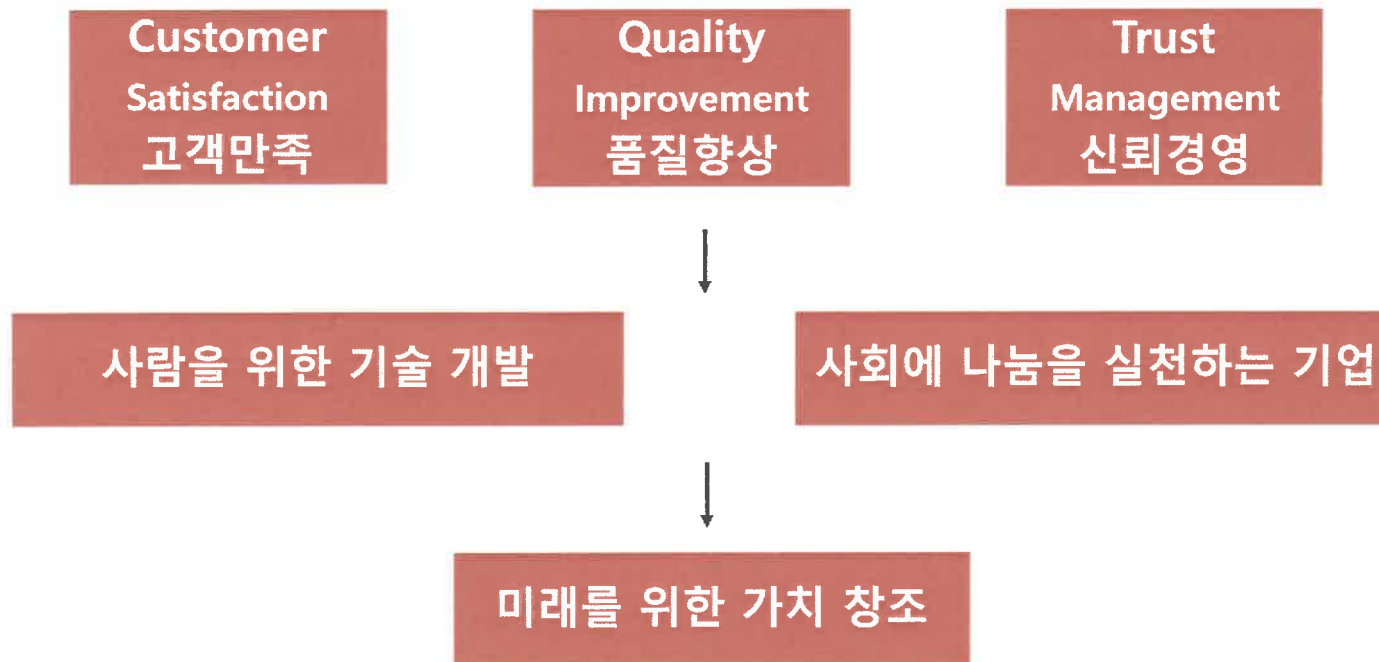 Customer
Satisfaction
고객만족
Quality
Improvement
품질향상
Trust
Management
신뢰경영
사람을 위한 기술 개발
사회에 나눔을 실천하는 기업
미래를 위한 가치 창조